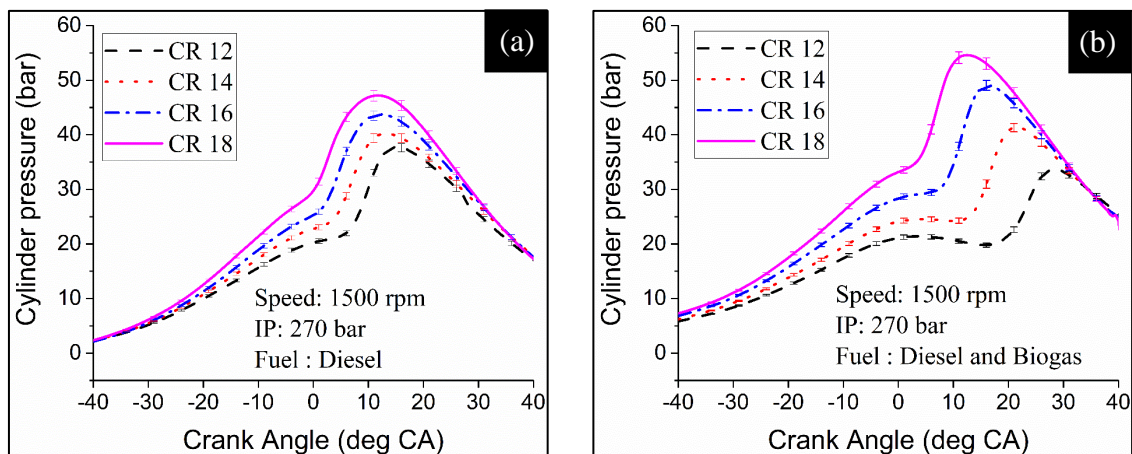 (a)
60
50
40
30
20
10
0
Cylinder pressure (bar)
CR 12
CR 14
CR 16
CR 18
Speed: 1500 rpm
IP: 270 bar
Fuel : Diesel
-40 -30 -20 -10 0 10 20 30 40
Crank Angle (deg CA)
(b)
60
50
40
30
20
10
0
Cylinder pressure (bar)
CR 12
CR 14
CR 16
CR 18
Speed: 1500 rpm
IP: 270 bar
Fuel : Diesel and Biogas
-40 -30 -20 -10 0 10 20 30 40
Crank Angle (deg CA)